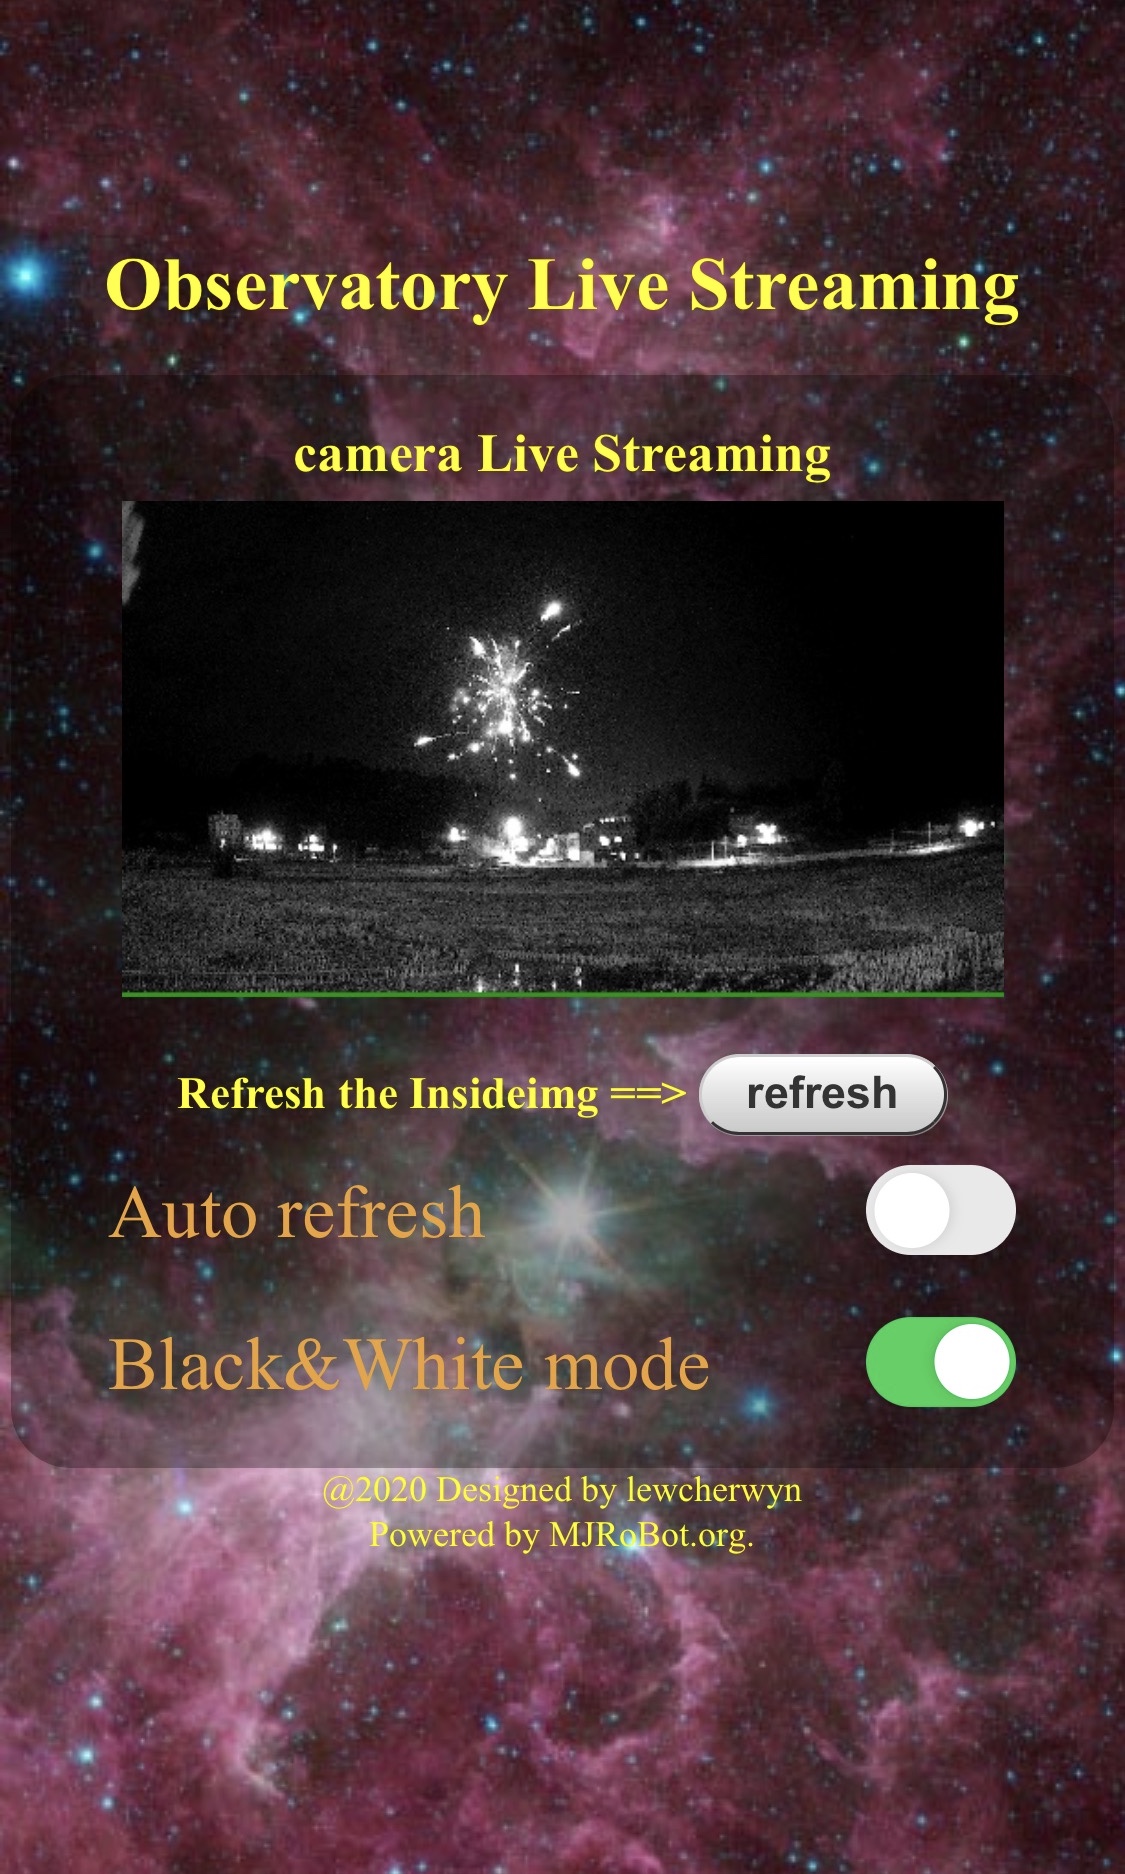 Observatory Live Streaming
camera Live Streaming
Refresh the Insideimg ==> refresh
Auto refresh
Black&White mode
@2020 Designed by lewcherwyn
Powered by MJRoBot.org.